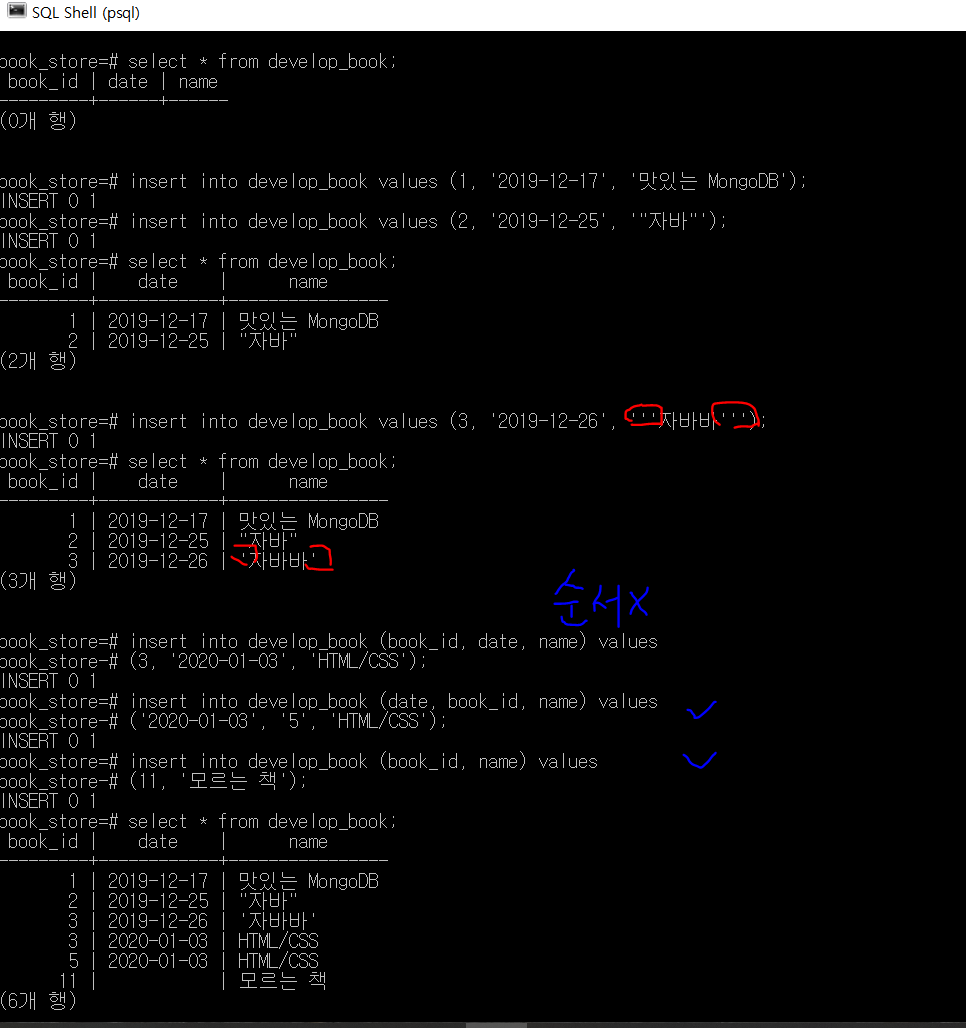 SQL Shell (psql)
book_store=# select * from develop_book;
 book_id | date | name
---------+------+------
(0개 행)
book_store=# insert into develop_book values (1, '2019-12-17', '맛있는 MongoDB');
INSERT 0 1
book_store=# insert into develop_book values (2, '2019-12-25', '"자바"');
INSERT 0 1
book_store=# select * from develop_book;
 book_id |    date    |      name
---------+------------+----------------
       1 | 2019-12-17 | 맛있는 MongoDB
       2 | 2019-12-25 | "자바"
(2개 행)
book_store=# insert into develop_book values (3, '2019-12-26', '''자바바''');
INSERT 0 1
book_store=# select * from develop_book;
 book_id |    date    |      name
---------+------------+----------------
       1 | 2019-12-17 | 맛있는 MongoDB
       2 | 2019-12-25 | "자바"
       3 | 2019-12-26 | '자바바'
(3개 행)
순서X
book_store=# insert into develop_book (book_id, date, name) values
book_store-# (3, '2020-01-03', 'HTML/CSS');
INSERT 0 1
book_store=# insert into develop_book (date, book_id, name) values
book_store-# ('2020-01-03', '5', 'HTML/CSS');
INSERT 0 1
book_store=# insert into develop_book (book_id, name) values
book_store-# (11, '모르는 책');
INSERT 0 1
book_store=# select * from develop_book;
 book_id |    date    |      name
---------+------------+----------------
       1 | 2019-12-17 | 맛있는 MongoDB
       2 | 2019-12-25 | "자바"
       3 | 2019-12-26 | '자바바'
       3 | 2020-01-03 | HTML/CSS
       5 | 2020-01-03 | HTML/CSS
      11 |            | 모르는 책
(6개 행)